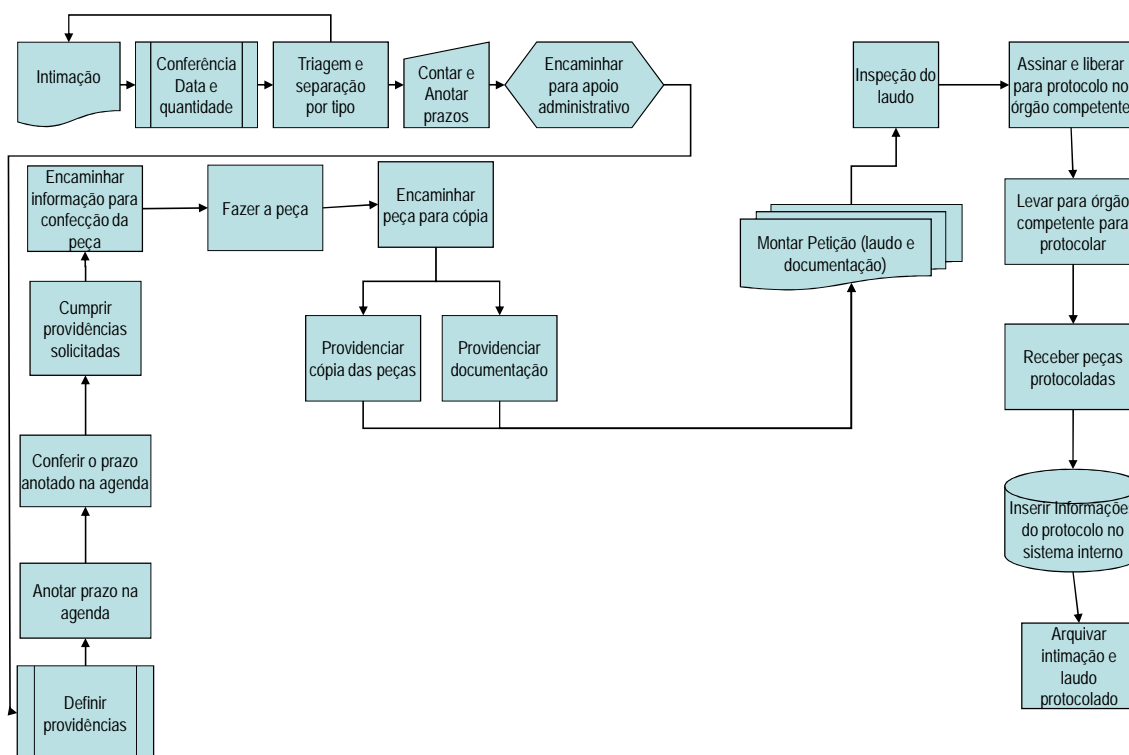 Intimação
Conferência
Data e
quantidade
Triagem e
separação
por tipo
Contar e
Anotar
prazos
Encaminhar
para apoio
administrativo
Inspeção do
laudo
Assinar e liberar
para protocolo no
órgão competente
Encaminhar
informação para
confecção da
peça
Fazer a peça
Encaminhar
peça para cópia
Montar Petição (laudo e
documentação)
Levar para órgão
competente para
protocolar
Cumprir
providências
solicitadas
Providenciar
cópia das peças
Providenciar
documentação
Receber peças
protocoladas
Conferir o prazo
anotado na agenda
Inserir Informações
do protocolo no
sistema interno
Anotar prazo na
agenda
Arquivar
intimação e
laudo
protocolado
Definir
providências